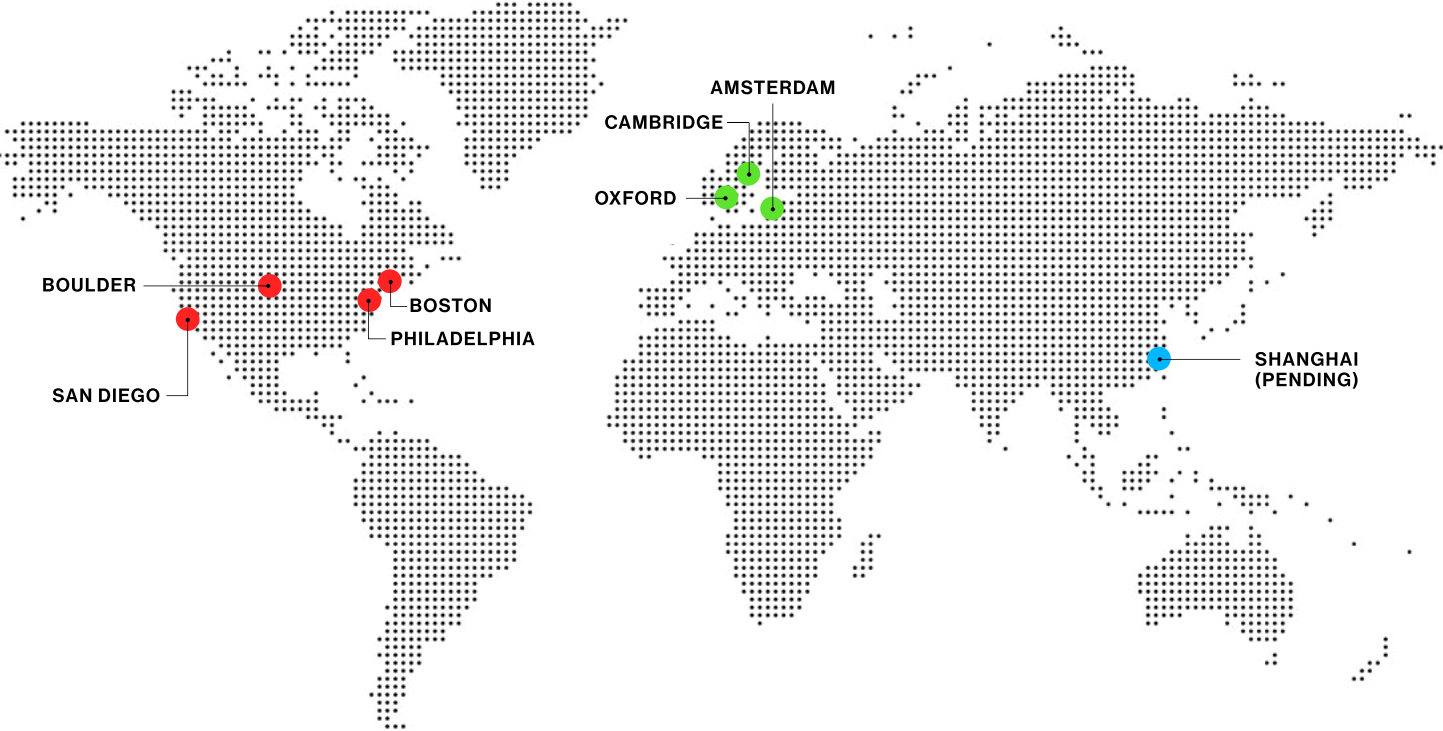 AMSTERDAM
CAMBRIDGE
OXFORD
BOULDER
BOSTON
PHILADELPHIA
SAN DIEGO
SHANGHAI
(PENDING)